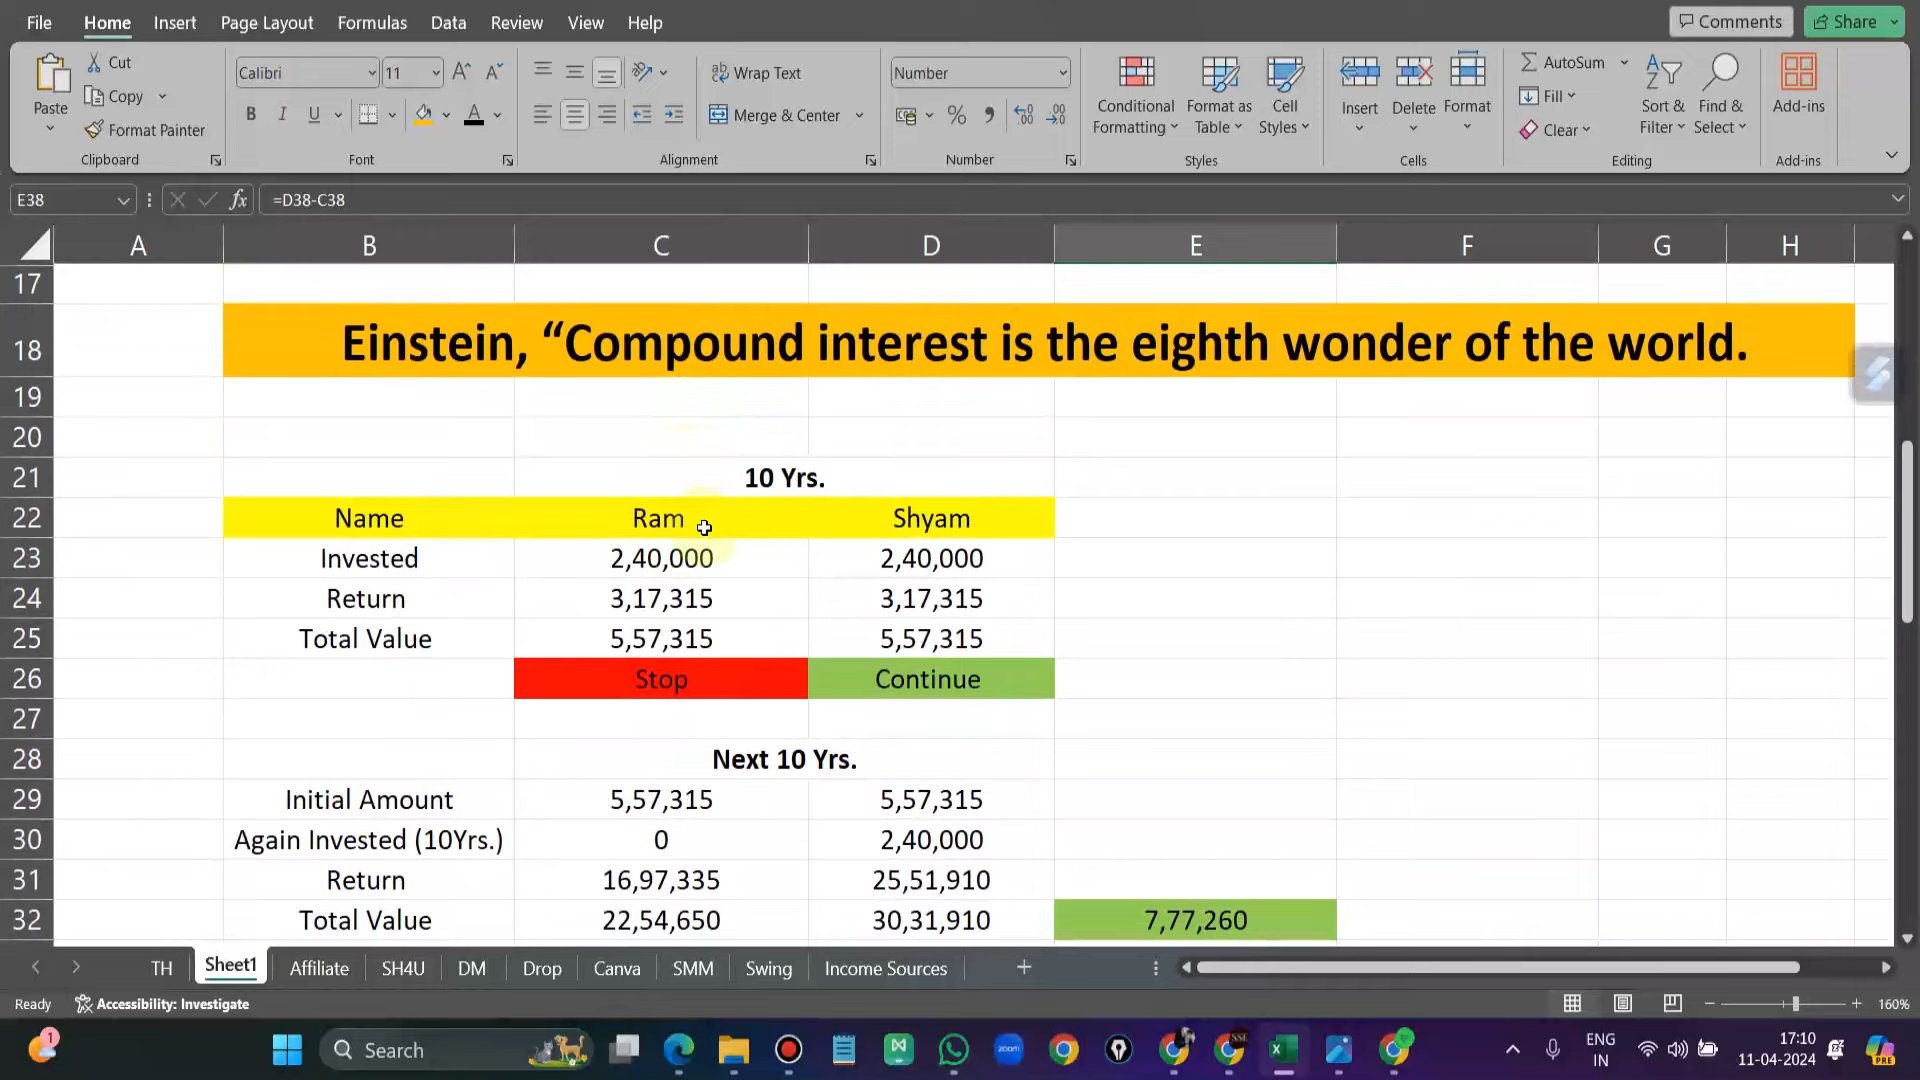 File Home Insert Page Layout Formulas Data Review View Help Comments Share
Paste Cut Copy Format Painter Clipboard
Calibri 11 B I U Font
Wrap Text Merge & Center Alignment
Number % Number
Conditional Formatting Format as Table Cell Styles Styles
Insert Delete Format Cells
AutoSum Fill Clear Sort & Filter Find & Select Editing
Add-ins Add-ins
E38 fx =D38-C38
A B C D E F G H
17
18 Einstein, “Compound interest is the eighth wonder of the world.
19
20
21 10 Yrs.
22 Name Ram Shyam
23 Invested 2,40,000 2,40,000
24 Return 3,17,315 3,17,315
25 Total Value 5,57,315 5,57,315
26 Stop Continue
27
28 Next 10 Yrs.
29 Initial Amount 5,57,315 5,57,315
30 Again Invested (10Yrs.) 0 2,40,000
31 Return 16,97,335 25,51,910
32 Total Value 22,54,650 30,31,910 7,77,260
TH Sheet1 Affiliate SH4U DM Drop Canva SMM Swing Income Sources
Ready Accessibility: Investigate 160%
1 Search zoom ENG IN 17:10 11-04-2024 PRE